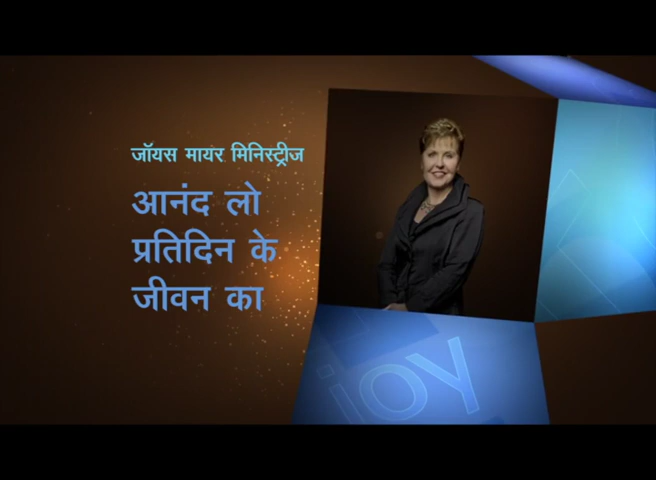 जॉयस मायर मिनिस्ट्रीज
आनंद लो
प्रतिदिन के
जीवन का
joy